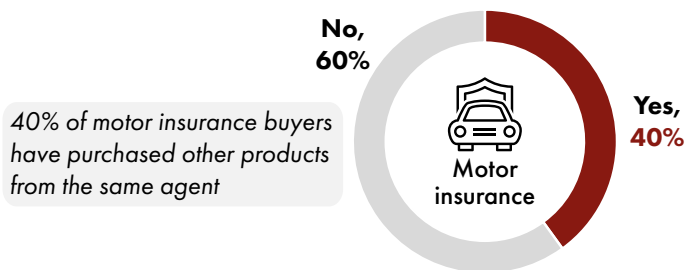 No,
60%
40% of motor insurance buyers
have purchased other products
from the same agent
Motor
insurance
Yes,
40%